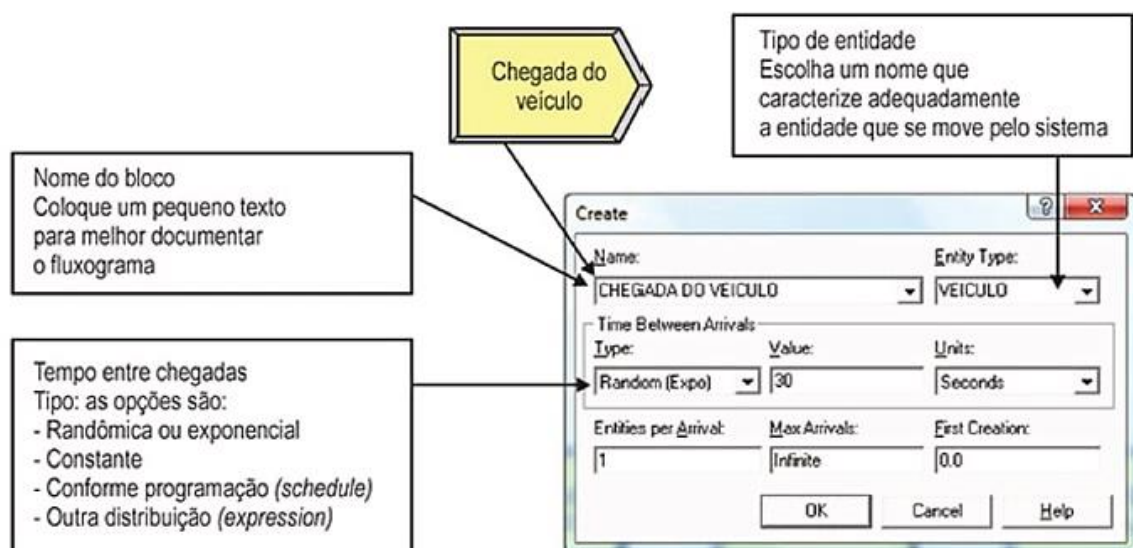 Chegada do
veículo
Tipo de entidade
Escolha um nome que
caracterize adequadamente
a entidade que se move pelo sistema
Nome do bloco
Coloque um pequeno texto
para melhor documentar
o fluxograma
Tempo entre chegadas
Tipo: as opções são:
- Randômica ou exponencial
- Constante
- Conforme programação (schedule)
- Outra distribuição (expression)
Create
Name: Entity Type:
CHEGADA DO VEICULO VEICULO
Time Between Arrivals
Type: Value: Units:
Random (Expo) 30 Seconds
Entities per Arrival: Max Arrivals: First Creation:
1 Infinite 0.0
OK Cancel Help